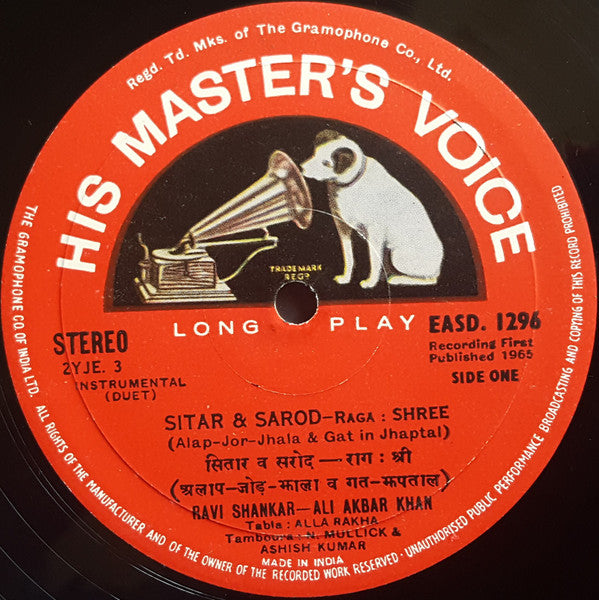 Regd. Td. Mks. of The Gramophone Co., Ltd.
HIS MASTER'S VOICE
TRADE MARK
REGD
LONG PLAY
STEREO
2YJE. 3
INSTRUMENTAL
(DUET)
EASD. 1296
Recording First
Published 1965
SIDE ONE
SITAR & SAROD-RAGA : SHREE
(Alap-Jor-Jhala & Gat in Jhaptal)
सितार व सरोद — राग : श्री
(अलाप-जोड़-झाला व गत-झपताल)
RAVI SHANKAR—ALI AKBAR KHAN
Tabla : ALLA RAKHA
Tamboura : N. MULLICK &
ASHISH KUMAR
MADE IN INDIA
THE GRAMOPHONE CO. OF INDIA LTD. ALL RIGHTS OF THE MANUFACTURER AND OF THE OWNER OF THE RECORDED WORK RESERVED · UNAUTHORISED PUBLIC PERFORMANCE BROADCASTING AND COPYING OF THIS RECORD PROHIBITED